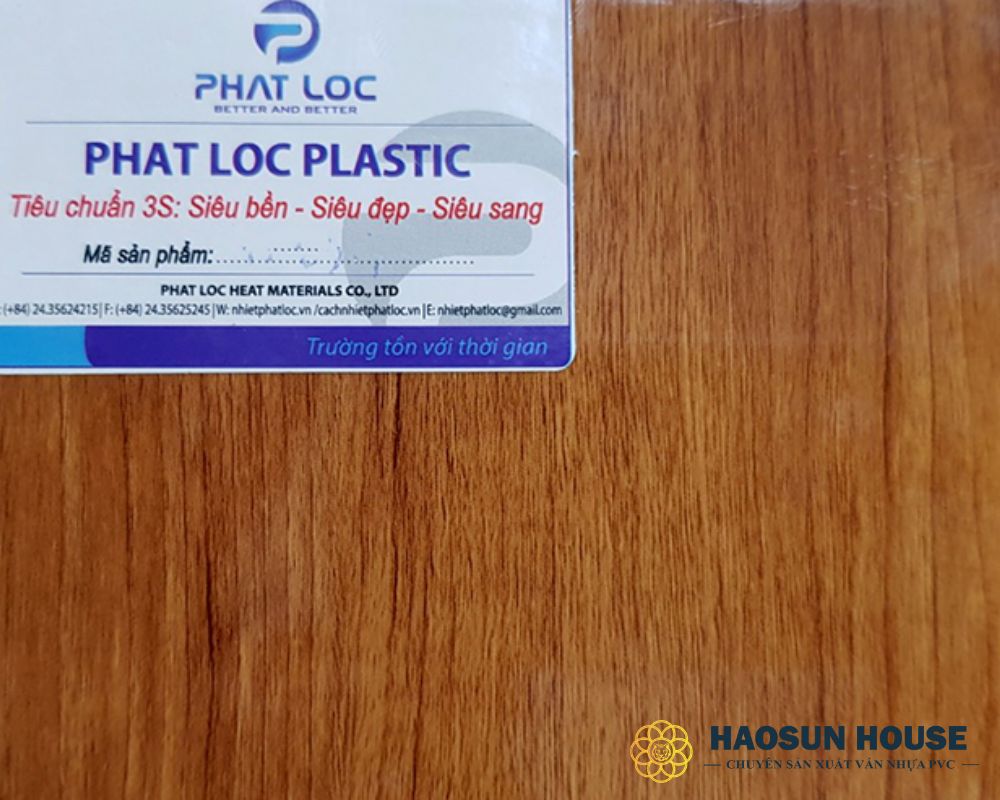 PHAT LOC
BETTER AND BETTER
PHAT LOC PLASTIC
Tiêu chuẩn 3S: Siêu bền - Siêu đẹp - Siêu sang
Mã sản phẩm:
PHAT LOC HEAT MATERIALS CO., LTD
(+84) 24.35624215| F: (+84) 24.35625245 |W: nhietphatloc.vn /cachnhietphatloc.vn |E: nhietphatloc@gmail.com
Trường tồn với thời gian
HAOSUN HOUSE
CHUYÊN SẢN XUẤT VÂN NHỰA PVC